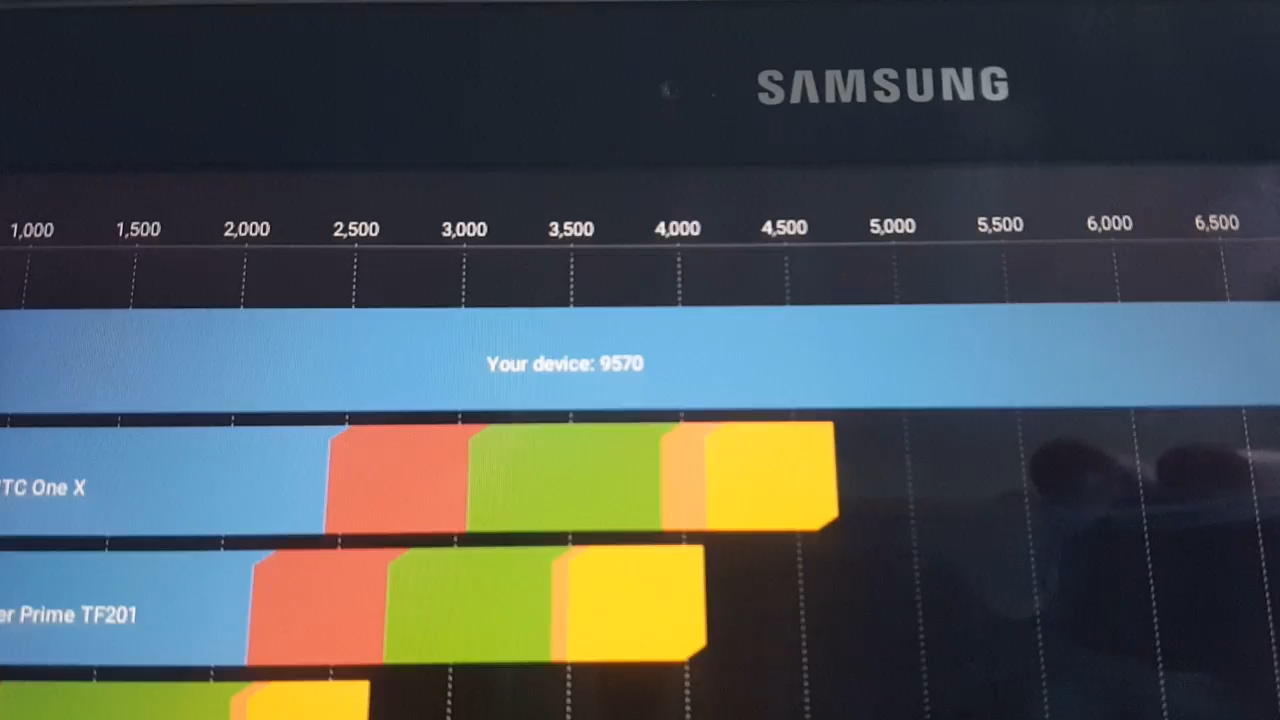 SAMSUNG
1,000 1,500 2,000 2,500 3,000 3,500 4,000 4,500 5,000 5,500 6,000 6,500
Your device: 9570
TC One X
er Prime TF201